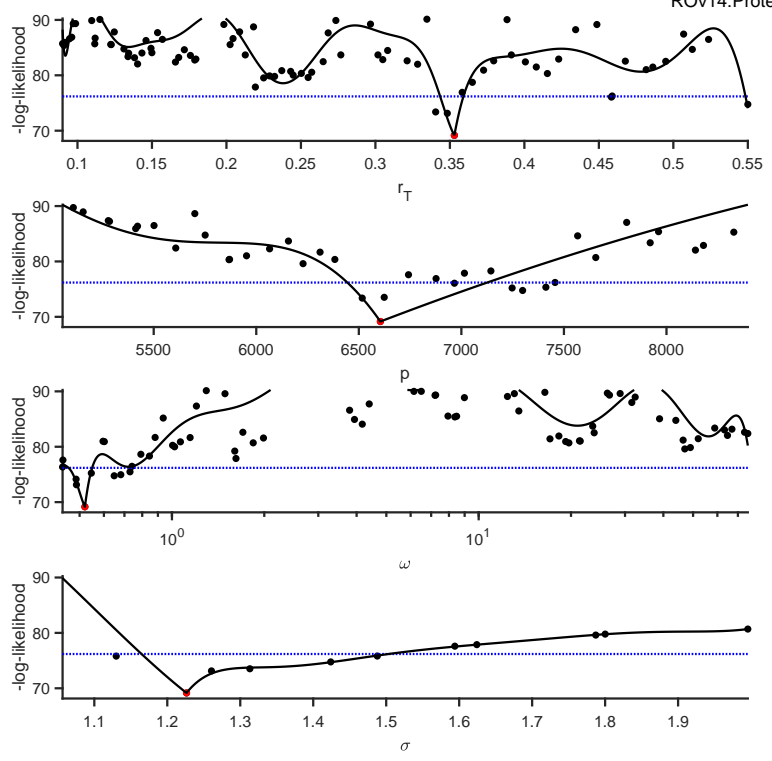 ROv14:Prote
90
80
70
-log-likelihood
0.1 0.15 0.2 0.25 0.3 0.35 0.4 0.45 0.5 0.55
r_T
90
80
70
-log-likelihood
5500 6000 6500 7000 7500 8000
p
90
80
70
-log-likelihood
10^0 10^1
ω
90
80
70
-log-likelihood
1.1 1.2 1.3 1.4 1.5 1.6 1.7 1.8 1.9
σ